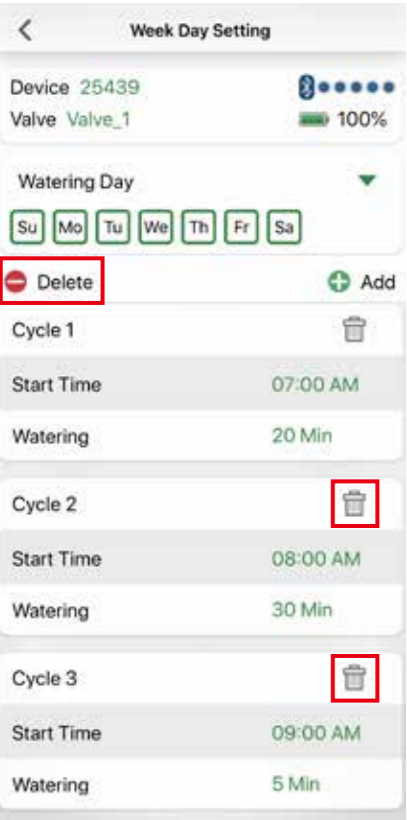 Week Day Setting
Device 25439
Valve Valve_1 100%
Watering Day
Su Mo Tu We Th Fr Sa
Delete Add
Cycle 1
Start Time 07:00 AM
Watering 20 Min
Cycle 2
Start Time 08:00 AM
Watering 30 Min
Cycle 3
Start Time 09:00 AM
Watering 5 Min